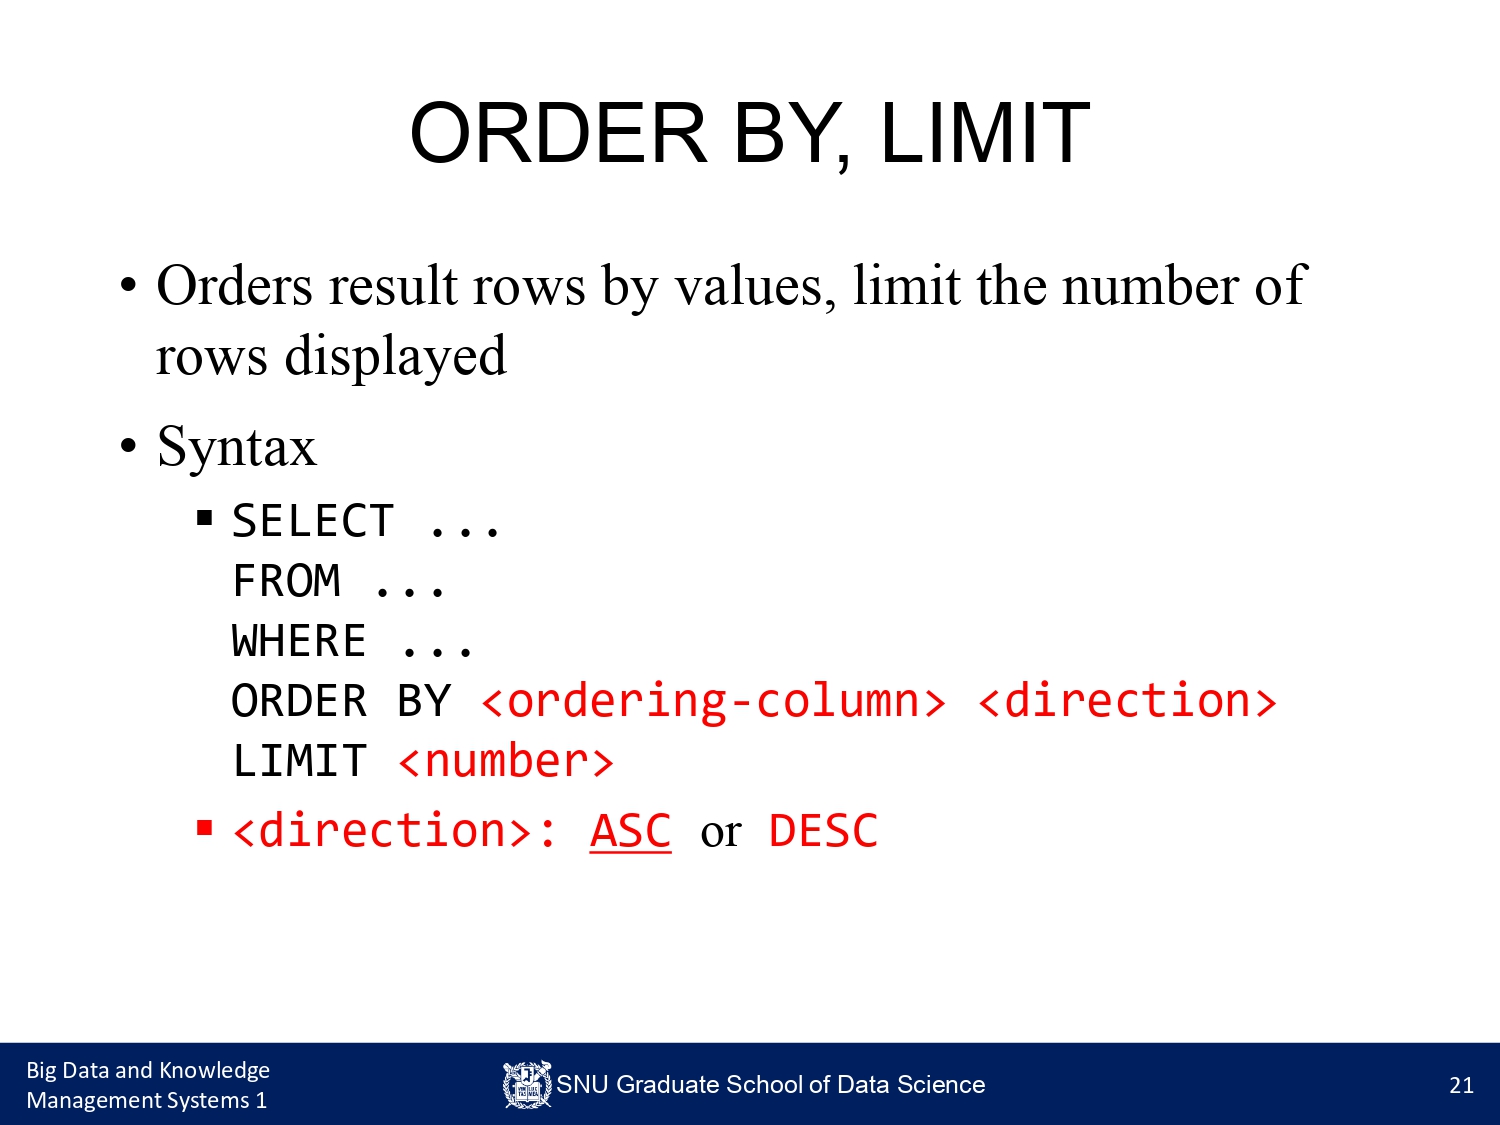 ORDER BY, LIMIT
• Orders result rows by values, limit the number of
rows displayed
• Syntax
▪ SELECT ...
FROM ...
WHERE ...
ORDER BY <ordering-column> <direction>
LIMIT <number>
▪ <direction>: ASC or DESC
Big Data and Knowledge
Management Systems 1
SNU Graduate School of Data Science
21